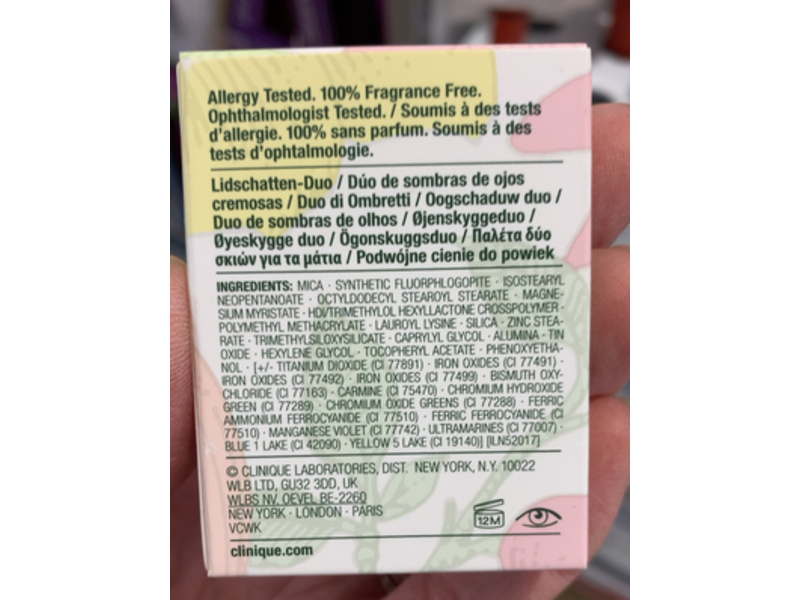 Allergy Tested. 100% Fragrance Free.
Ophthalmologist Tested. / Soumis à des tests
d'allergie. 100% sans parfum. Soumis à des
tests d'ophtalmologie.
Lidschatten-Duo / Dúo de sombras de ojos
cremosas / Duo di Ombretti / Oogschaduw duo /
Duo de sombras de olhos / Øjenskyggeduo /
Øyeskygge duo / Ögonskuggsduo / Παλέτα δύο
σκιών για τα μάτια / Podwójne cienie do powiek
INGREDIENTS: MICA · SYNTHETIC FLUORPHLOGOPITE · ISOSTEARYL
NEOPENTANOATE · OCTYLDODECYL STEAROYL STEARATE · MAGNE-
SIUM MYRISTATE · HDI/TRIMETHYLOL HEXYLLACTONE CROSSPOLYMER ·
POLYMETHYL METHACRYLATE · LAUROYL LYSINE · SILICA · ZINC STEA-
RATE · TRIMETHYLSILOXYSILICATE · CAPRYLYL GLYCOL · ALUMINA · TIN
OXIDE · HEXYLENE GLYCOL · TOCOPHERYL ACETATE · PHENOXYETHA-
NOL · [+/- TITANIUM DIOXIDE (CI 77891) · IRON OXIDES (CI 77491) ·
IRON OXIDES (CI 77492) · IRON OXIDES (CI 77499) · BISMUTH OXY-
CHLORIDE (CI 77163) · CARMINE (CI 75470) · CHROMIUM HYDROXIDE
GREEN (CI 77289) · CHROMIUM OXIDE GREENS (CI 77288) · FERRIC
AMMONIUM FERROCYANIDE (CI 77510) · FERRIC FERROCYANIDE (CI
77510) · MANGANESE VIOLET (CI 77742) · ULTRAMARINES (CI 77007) ·
BLUE 1 LAKE (CI 42090) · YELLOW 5 LAKE (CI 19140)] [ILN52017]
© CLINIQUE LABORATORIES, DIST. NEW YORK, N.Y. 10022
WLB LTD, GU32 3DD, UK
WLBS NV. OEVEL BE-2260
NEW YORK · LONDON · PARIS
VCWK
12M
clinique.com